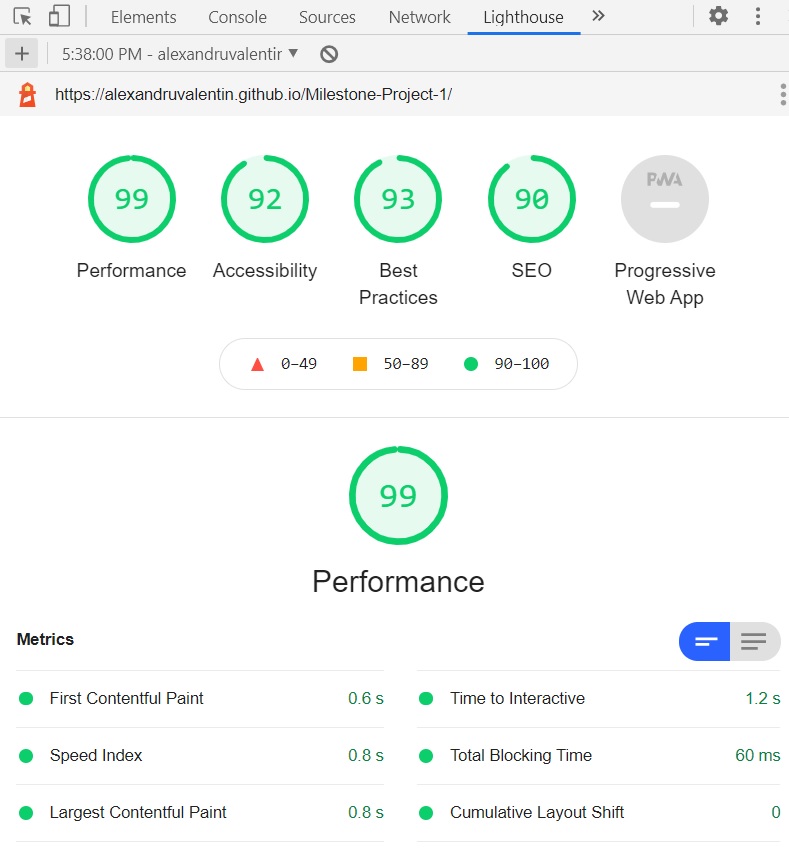 Elements Console Sources Network Lighthouse »
+ 5:38:00 PM - alexandruvalentir ▼
https://alexandruvalentin.github.io/Milestone-Project-1/
99 92 93 90 PWA
Performance Accessibility Best Practices SEO Progressive Web App
0–49 50–89 90–100
99
Performance
Metrics
First Contentful Paint 0.6 s Time to Interactive 1.2 s
Speed Index 0.8 s Total Blocking Time 60 ms
Largest Contentful Paint 0.8 s Cumulative Layout Shift 0